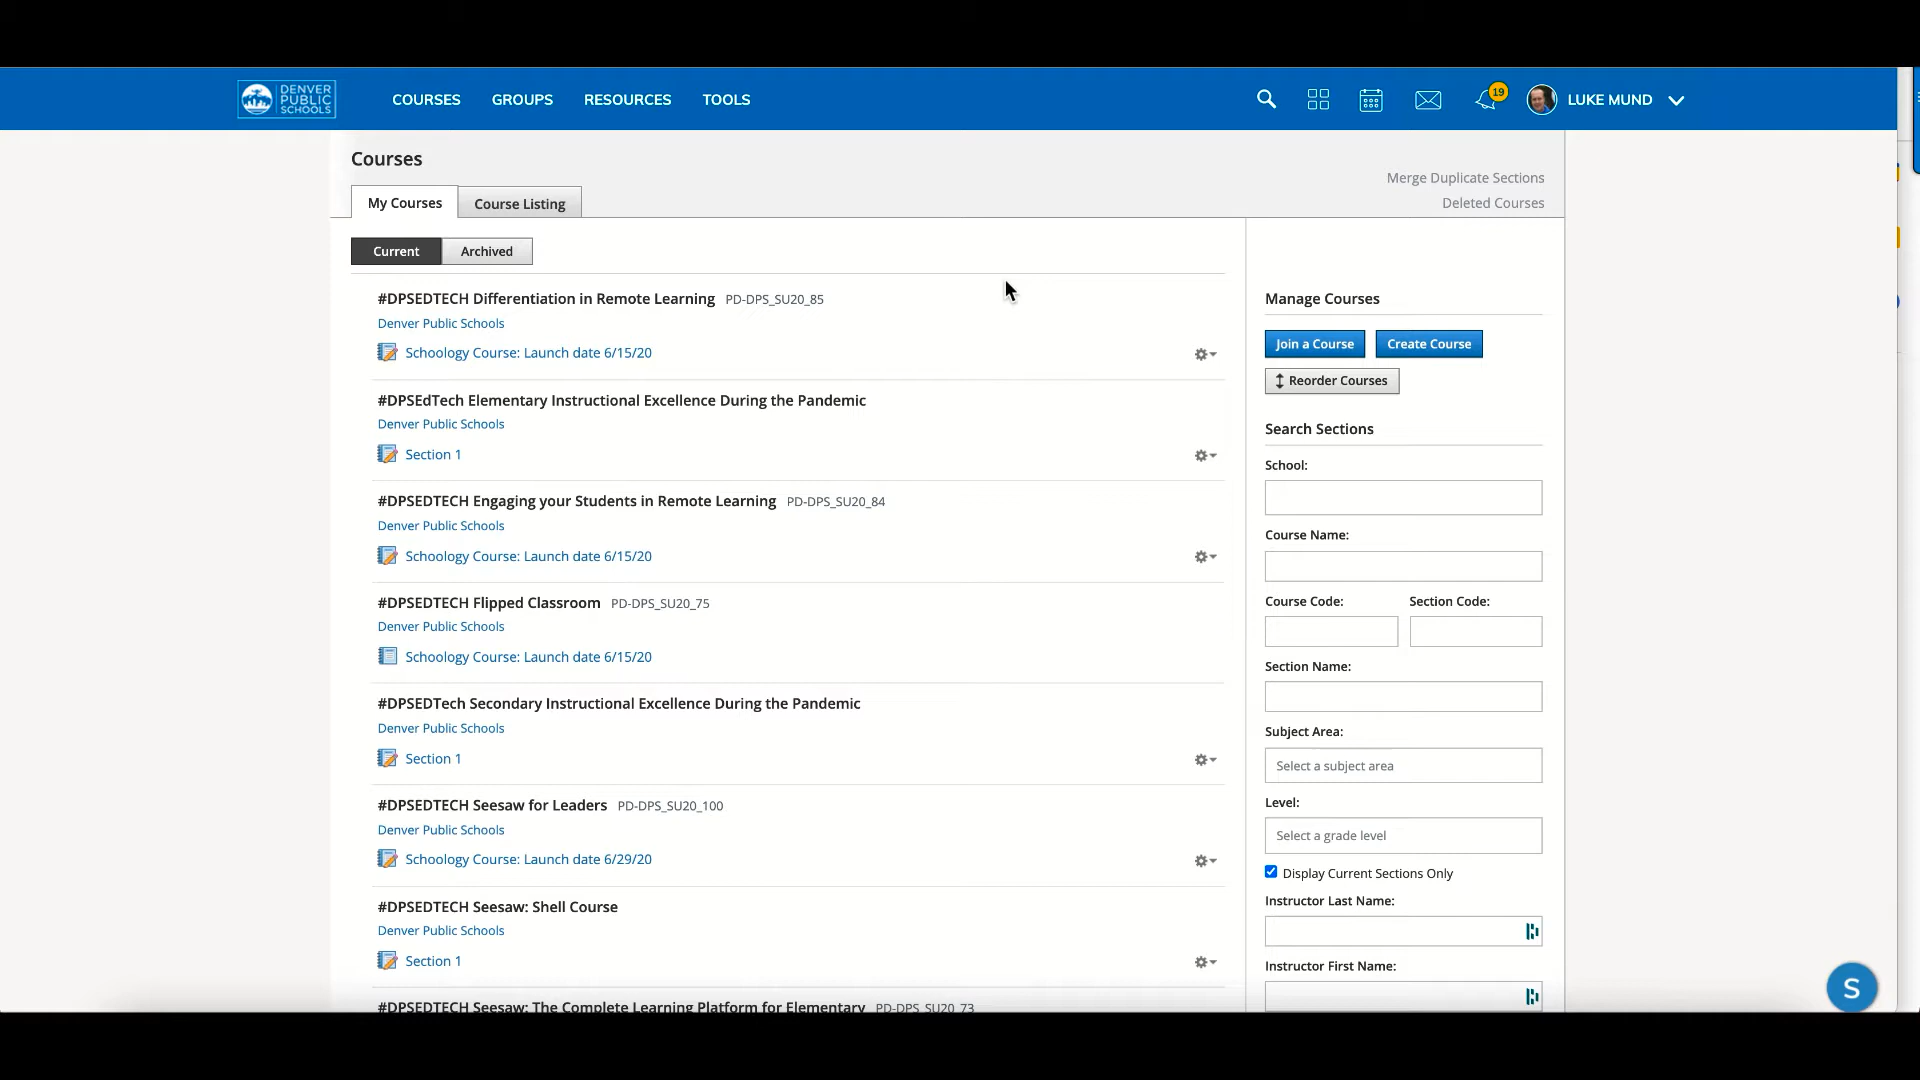 DENVER
PUBLIC
SCHOOLS
COURSES GROUPS RESOURCES TOOLS
19
LUKE MUND
Courses
Merge Duplicate Sections
Deleted Courses
My Courses Course Listing
Current Archived
#DPSEDTECH Differentiation in Remote Learning PD-DPS_SU20_85
Denver Public Schools
Schoology Course: Launch date 6/15/20
#DPSEdTech Elementary Instructional Excellence During the Pandemic
Denver Public Schools
Section 1
#DPSEDTECH Engaging your Students in Remote Learning PD-DPS_SU20_84
Denver Public Schools
Schoology Course: Launch date 6/15/20
#DPSEDTECH Flipped Classroom PD-DPS_SU20_75
Denver Public Schools
Schoology Course: Launch date 6/15/20
#DPSEDTech Secondary Instructional Excellence During the Pandemic
Denver Public Schools
Section 1
#DPSEDTECH Seesaw for Leaders PD-DPS_SU20_100
Denver Public Schools
Schoology Course: Launch date 6/29/20
#DPSEDTECH Seesaw: Shell Course
Denver Public Schools
Section 1
#DPSEDTECH Seesaw: The Complete Learning Platform for Elementary PD-DPS_SU20_73
Manage Courses
Join a Course Create Course
Reorder Courses
Search Sections
School:
Course Name:
Course Code: Section Code:
Section Name:
Subject Area:
Select a subject area
Level:
Select a grade level
Display Current Sections Only
Instructor Last Name:
Instructor First Name:
S